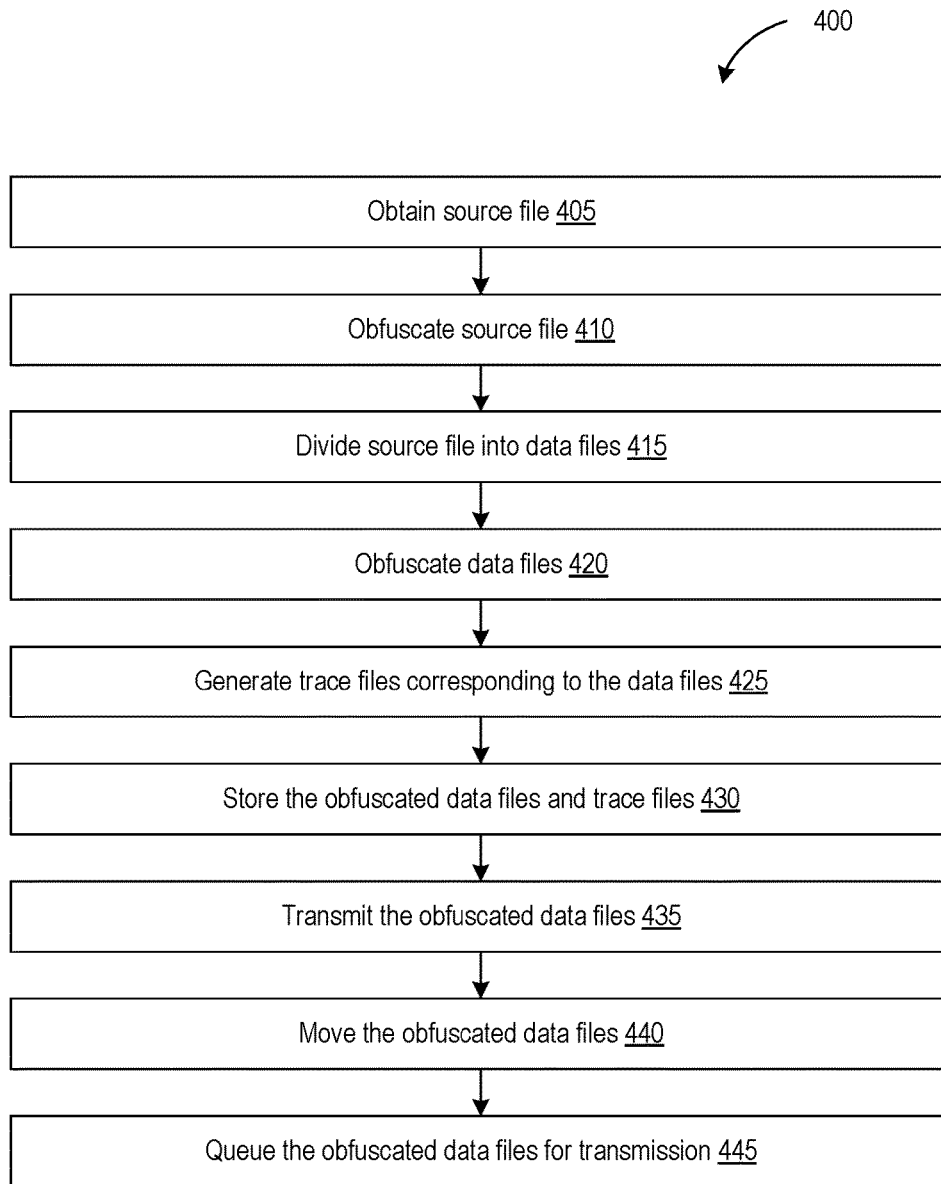 400
Obtain source file 405
Obfuscate source file 410
Divide source file into data files 415
Obfuscate data files 420
Generate trace files corresponding to the data files 425
Store the obfuscated data files and trace files 430
Transmit the obfuscated data files 435
Move the obfuscated data files 440
Queue the obfuscated data files for transmission 445